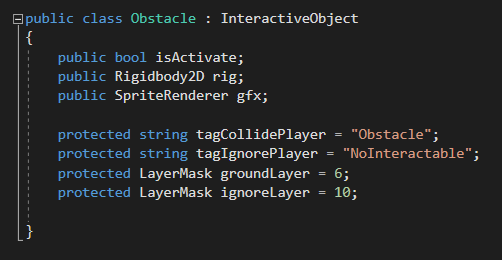 public class Obstacle : InteractiveObject
{
public bool isActivate;
public Rigidbody2D rig;
public SpriteRenderer gfx;
protected string tagCollidePlayer = "Obstacle";
protected string tagIgnorePlayer = "NoInteractable";
protected LayerMask groundLayer = 6;
protected LayerMask ignoreLayer = 10;
}